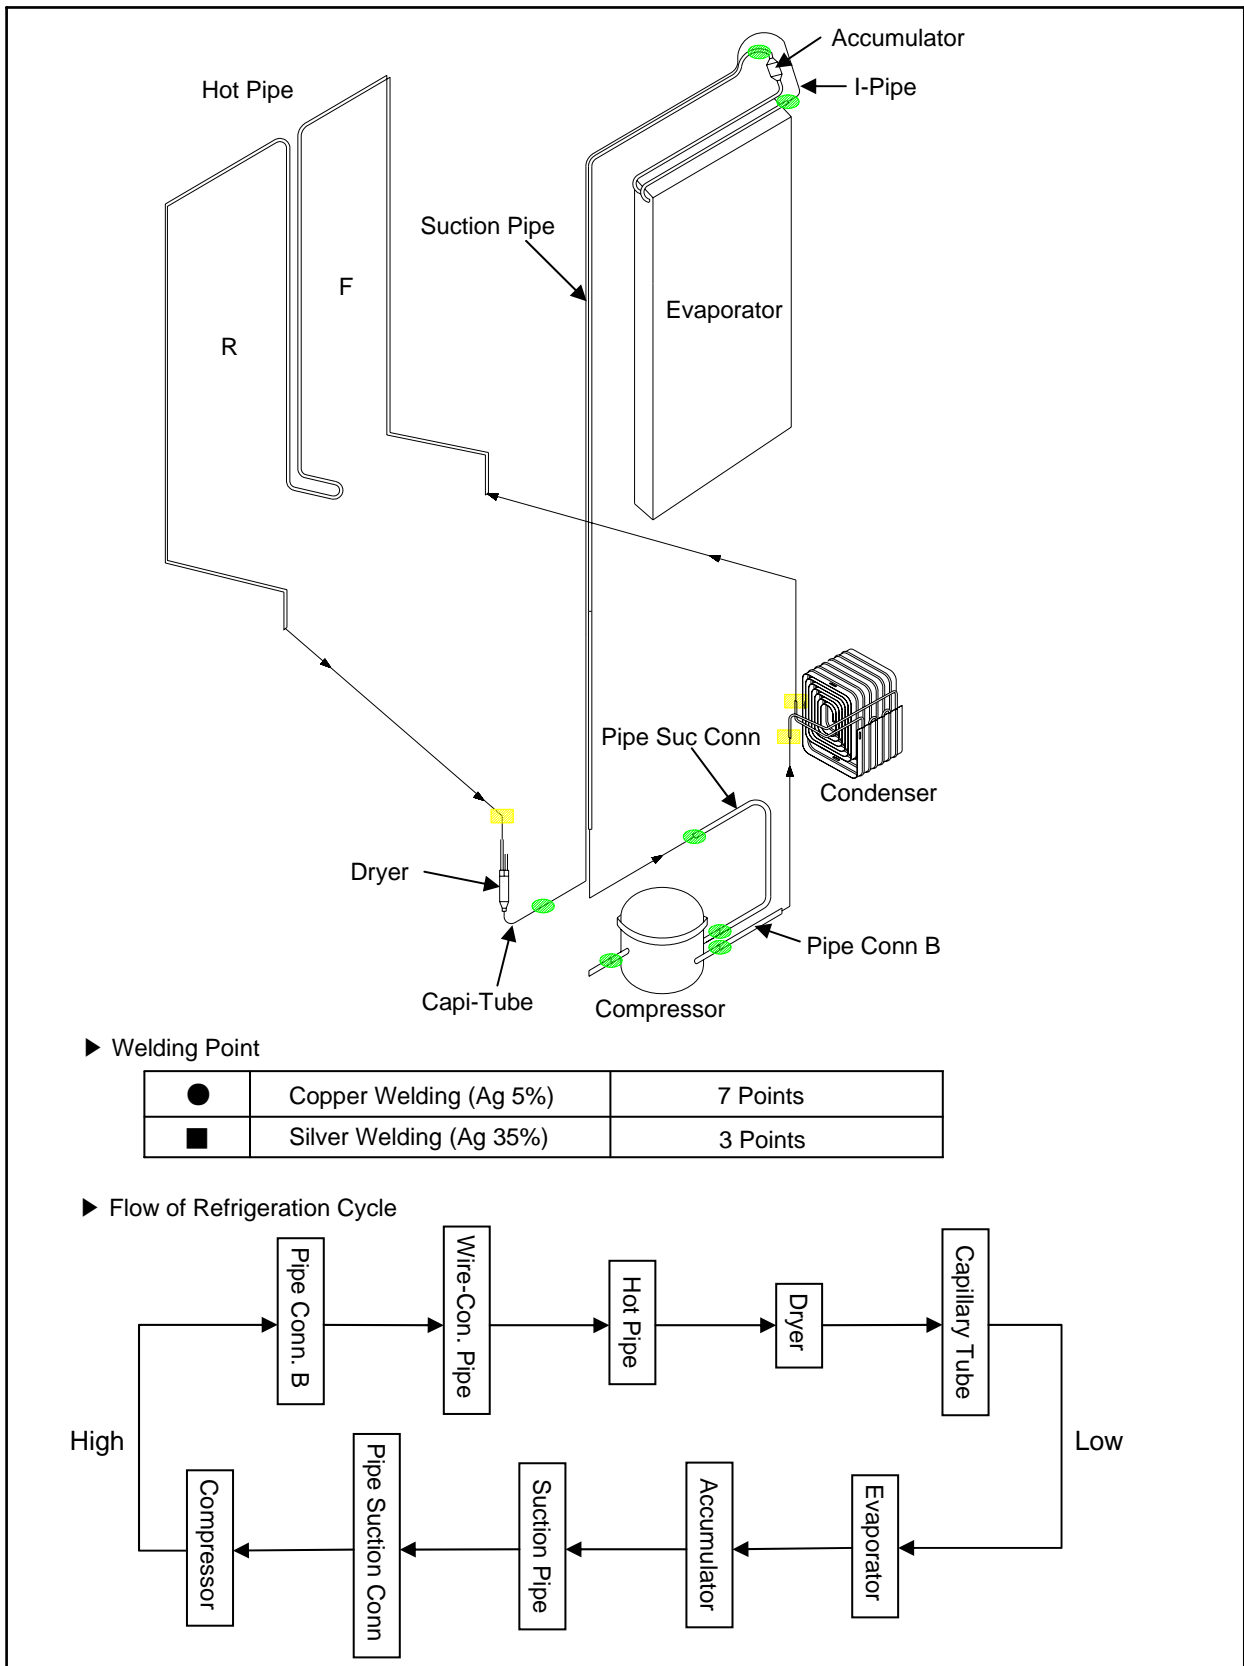 Accumulator
Hot Pipe
I-Pipe
Suction Pipe
F
Evaporator
R
Pipe Suc Conn
Condenser
Dryer
Pipe Conn B
Capi-Tube
Compressor
▶ Welding Point
● Copper Welding (Ag 5%) 7 Points
■ Silver Welding (Ag 35%) 3 Points
▶ Flow of Refrigeration Cycle
Pipe Conn. B
Wire-Con. Pipe
Hot Pipe
Dryer
Capillary Tube
High
Low
Compressor
Pipe Suction Conn
Suction Pipe
Accumulator
Evaporator